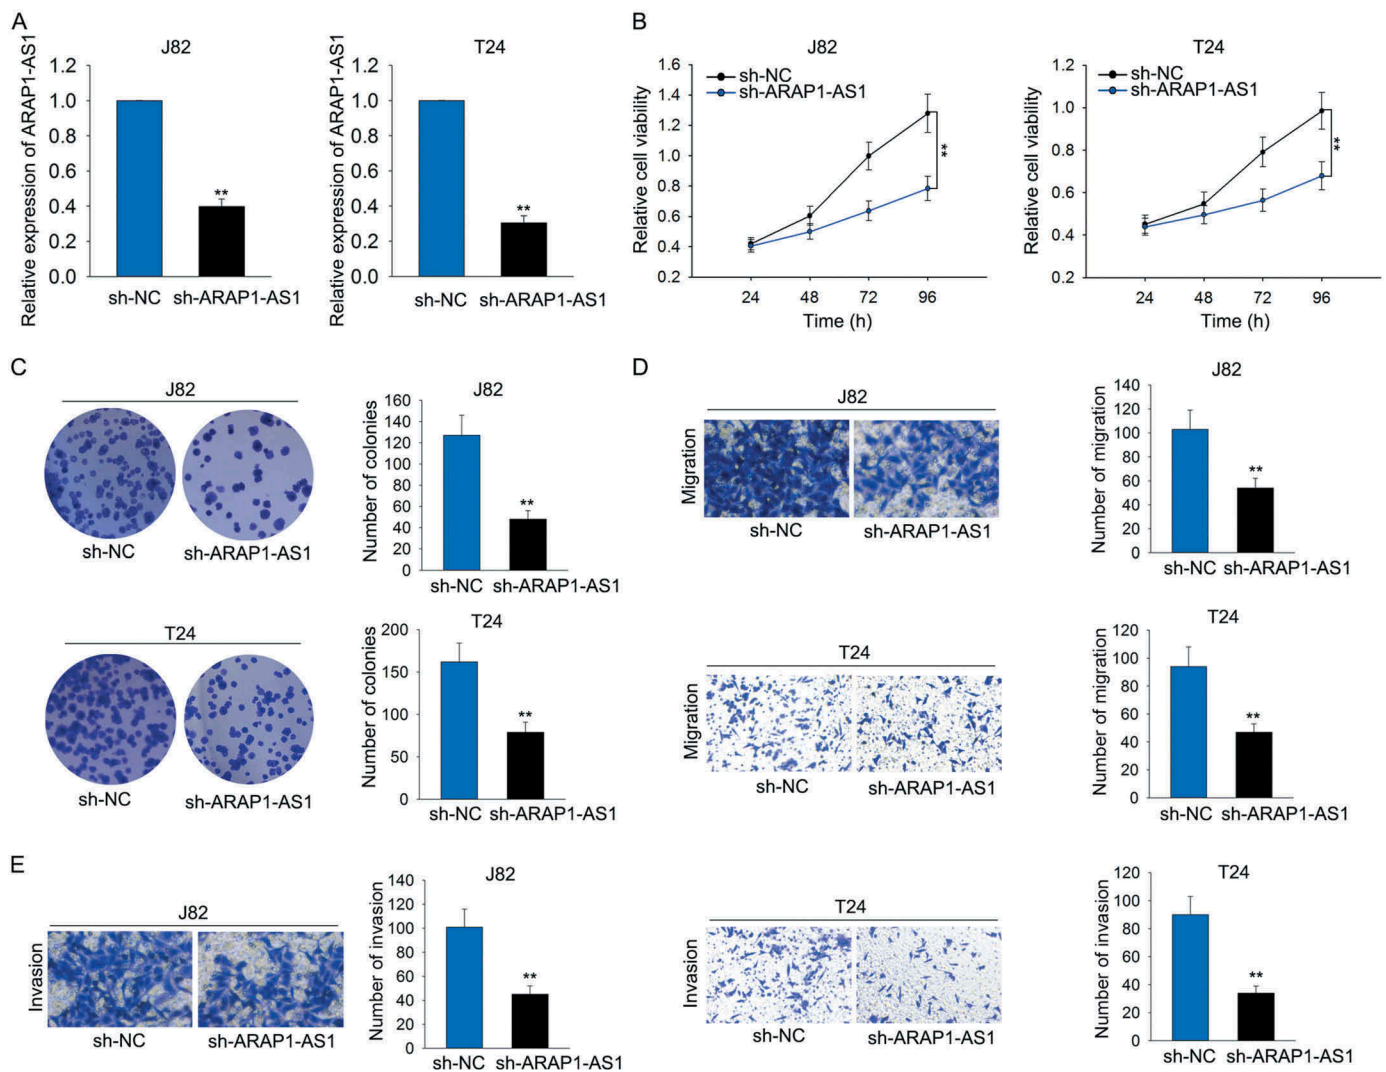 A
J82
Relative expression of ARAP1-AS1
1.2
1.0
0.8
0.6
0.4
0.2
0.0
**
sh-NC
sh-ARAP1-AS1
T24
Relative expression of ARAP1-AS1
1.2
1.0
0.8
0.6
0.4
0.2
0.0
**
sh-NC
sh-ARAP1-AS1
B
J82
Relative cell viability
1.6
1.4
1.2
1.0
0.8
0.6
0.4
0.2
sh-NC
sh-ARAP1-AS1
**
24 48 72 96
Time (h)
T24
Relative cell viability
1.2
1.0
0.8
0.6
0.4
0.2
sh-NC
sh-ARAP1-AS1
**
24 48 72 96
Time (h)
C
J82
sh-NC
sh-ARAP1-AS1
J82
Number of colonies
160
140
120
100
80
60
40
20
0
**
sh-NC
sh-ARAP1-AS1
T24
sh-NC
sh-ARAP1-AS1
T24
Number of colonies
200
150
100
50
0
**
sh-NC
sh-ARAP1-AS1
D
J82
Migration
sh-NC
sh-ARAP1-AS1
J82
Number of migration
140
120
100
80
60
40
20
0
**
sh-NC
sh-ARAP1-AS1
T24
Migration
sh-NC
sh-ARAP1-AS1
T24
Number of migration
120
100
80
60
40
20
0
**
sh-NC
sh-ARAP1-AS1
E
J82
Invasion
sh-NC
sh-ARAP1-AS1
J82
Number of invasion
140
120
100
80
60
40
20
0
**
sh-NC
sh-ARAP1-AS1
T24
Invasion
sh-NC
sh-ARAP1-AS1
T24
Number of invasion
120
100
80
60
40
20
0
**
sh-NC
sh-ARAP1-AS1